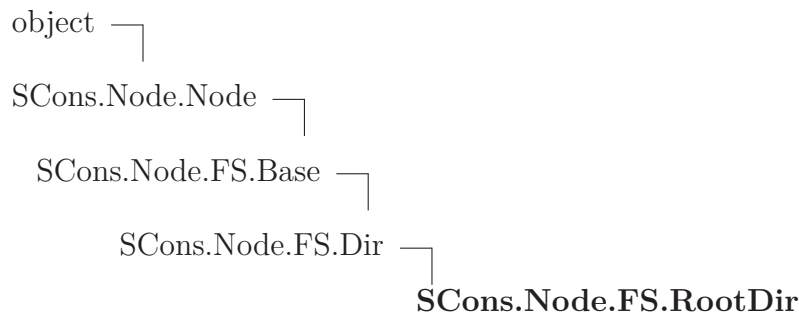 object
SCons.Node.Node
SCons.Node.FS.Base
SCons.Node.FS.Dir
SCons.Node.FS.RootDir